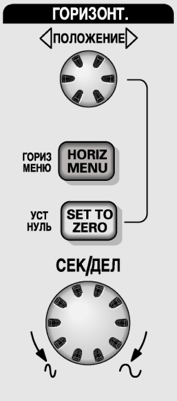 ГОРИЗОНТ.
ПОЛОЖЕНИЕ
ГОРИЗ
МЕНЮ
HORIZ
MENU
УСТ
НУЛЬ
SET TO
ZERO
СЕК/ДЕЛ